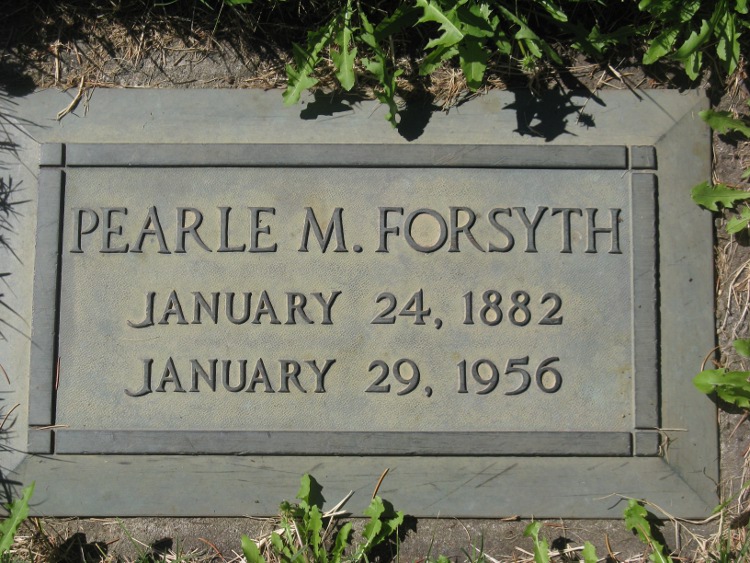 PEARLE M. FORSYTH
JANUARY 24, 1882
JANUARY 29, 1956